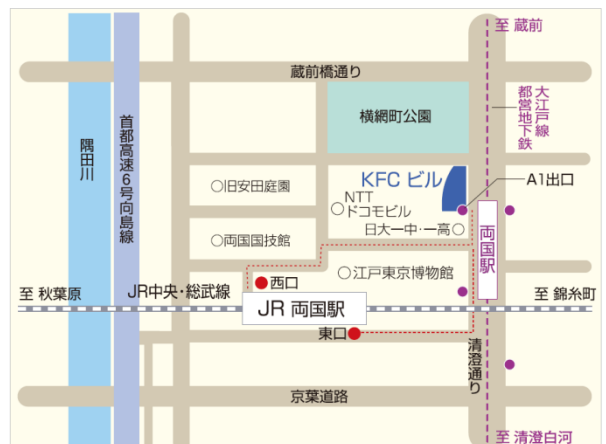 至 蔵前
蔵前橋通り
大江戸線
都営地下鉄
横網町公園
首都高速6号向島線
隅田川
KFC ビル
A1出口
○旧安田庭園
NTT
○ドコモビル
日大一中・一高○
○両国国技館
両国駅
○江戸東京博物館
西口
至 秋葉原
JR中央・総武線
JR 両国駅
至 錦糸町
東口
清澄通り
京葉道路
至 清澄白河